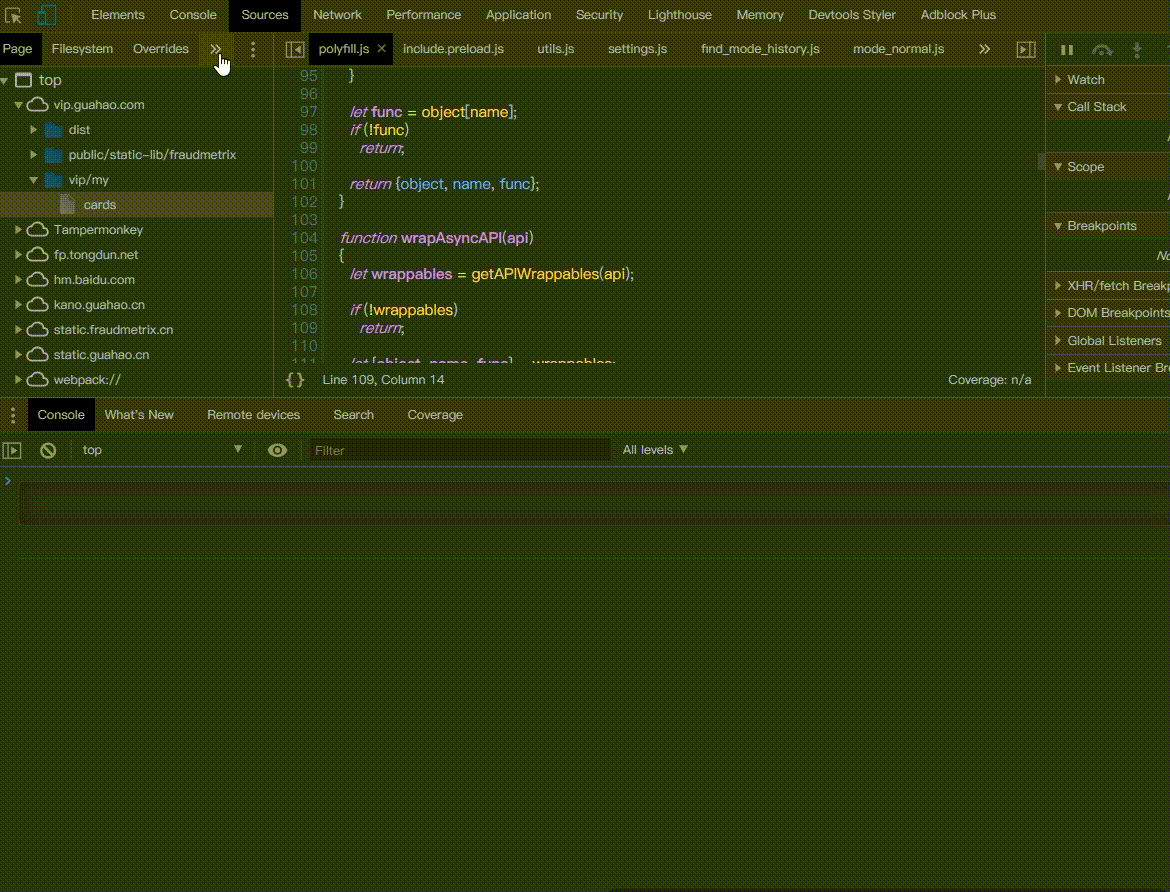 Elements Console Sources Network Performance Application Security Lighthouse Memory Devtools Styler Adblock Plus
Page Filesystem Overrides » polyfill.js × include.preload.js utils.js settings.js find_mode_history.js mode_normal.js »
top
vip.guahao.com
dist
public/static-lib/fraudmetrix
vip/my
cards
Tampermonkey
fp.tongdun.net
hm.baidu.com
kano.guahao.cn
static.fraudmetrix.cn
static.guahao.cn
webpack://
95 }
96
97 let func = object[name];
98 if (!func)
99 return;
100
101 return {object, name, func};
102 }
103
104 function wrapAsyncAPI(api)
105 {
106 let wrappables = getAPIWrappables(api);
107
108 if (!wrappables)
109 return;
110
{} Line 109, Column 14 Coverage: n/a
Watch
Call Stack
Scope
Breakpoints
No
XHR/fetch Breakp
DOM Breakpoints
Global Listeners
Event Listener Bre
Console What's New Remote devices Search Coverage
top ▼ Filter All levels ▼
›